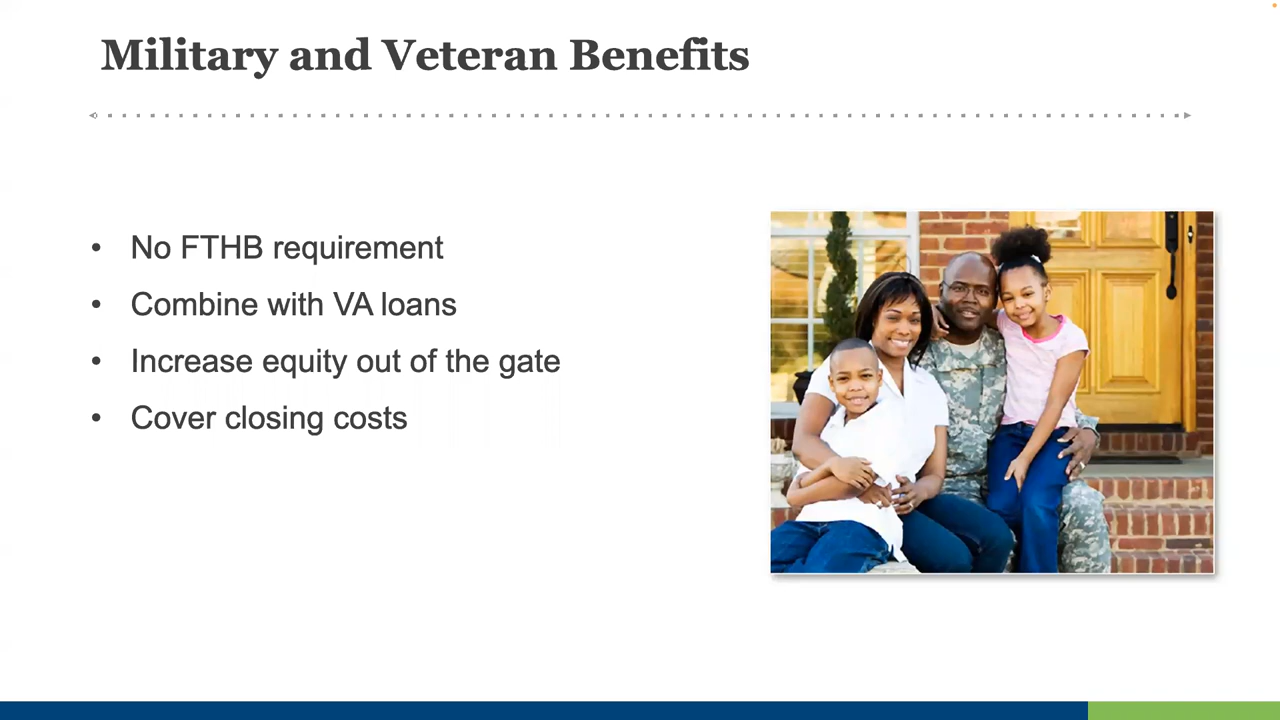 Military and Veteran Benefits
• No FTHB requirement
• Combine with VA loans
• Increase equity out of the gate
• Cover closing costs